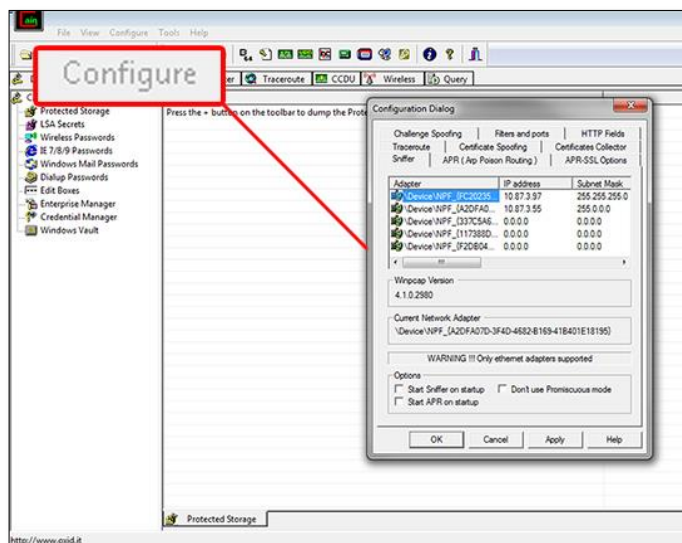 ain
File View Configure Tools Help
Configure
Traceroute CCDU Wireless Query
Protected Storage
LSA Secrets
Wireless Passwords
IE 7/8/9 Passwords
Windows Mail Passwords
Dialup Passwords
Edit Boxes
Enterprise Manager
Credential Manager
Windows Vault
Press the + button on the toolbar to dump the Prote
Configuration Dialog
Challenge Spoofing Filters and ports HTTP Fields
Traceroute Certificate Spoofing Certificates Collector
Sniffer APR ( Arp Poison Routing ) APR-SSL Options
Adapter IP address Subnet Mask
\Device\NPF_{FC20235... 10.87.3.97 255.255.255.0
\Device\NPF_{A2DFA0... 10.87.3.55 255.0.0.0
\Device\NPF_{337C5A6... 0.0.0.0 0.0.0.0
\Device\NPF_{117388D... 0.0.0.0 0.0.0.0
\Device\NPF_{F2DB04... 0.0.0.0 0.0.0.0
Winpcap Version
4.1.0.2980
Current Network Adapter
\Device\NPF_{A2DFA07D-3F4D-4682-B169-41B401E18195}
WARNING !!! Only ethernet adapters supported
Options
Start Sniffer on startup Don't use Promiscuous mode
Start APR on startup
OK Cancel Apply Help
Protected Storage
http://www.oxid.it